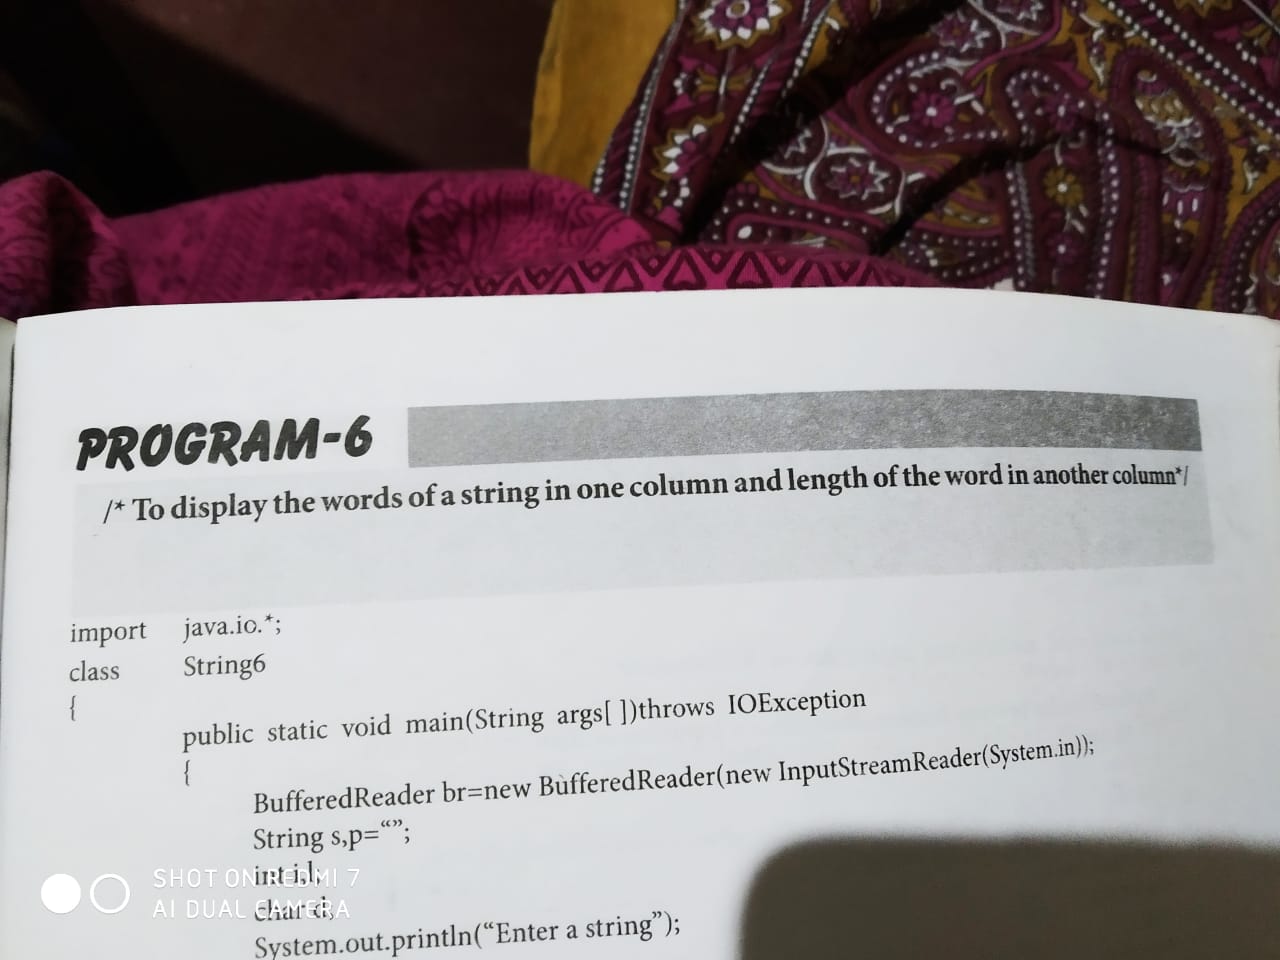 PROGRAM-6
/* To display the words of a string in one column and length of the word in another column*/
import java.io.*;
class String6
{
public static void main(String args[ ])throws IOException
{
BufferedReader br=new BufferedReader(new InputStreamReader(System.in));
String s,p=“”;
int i,l;
char d;
System.out.println(“Enter a string”);
SHOT ON REDMI 7
AI DUAL CAMERA